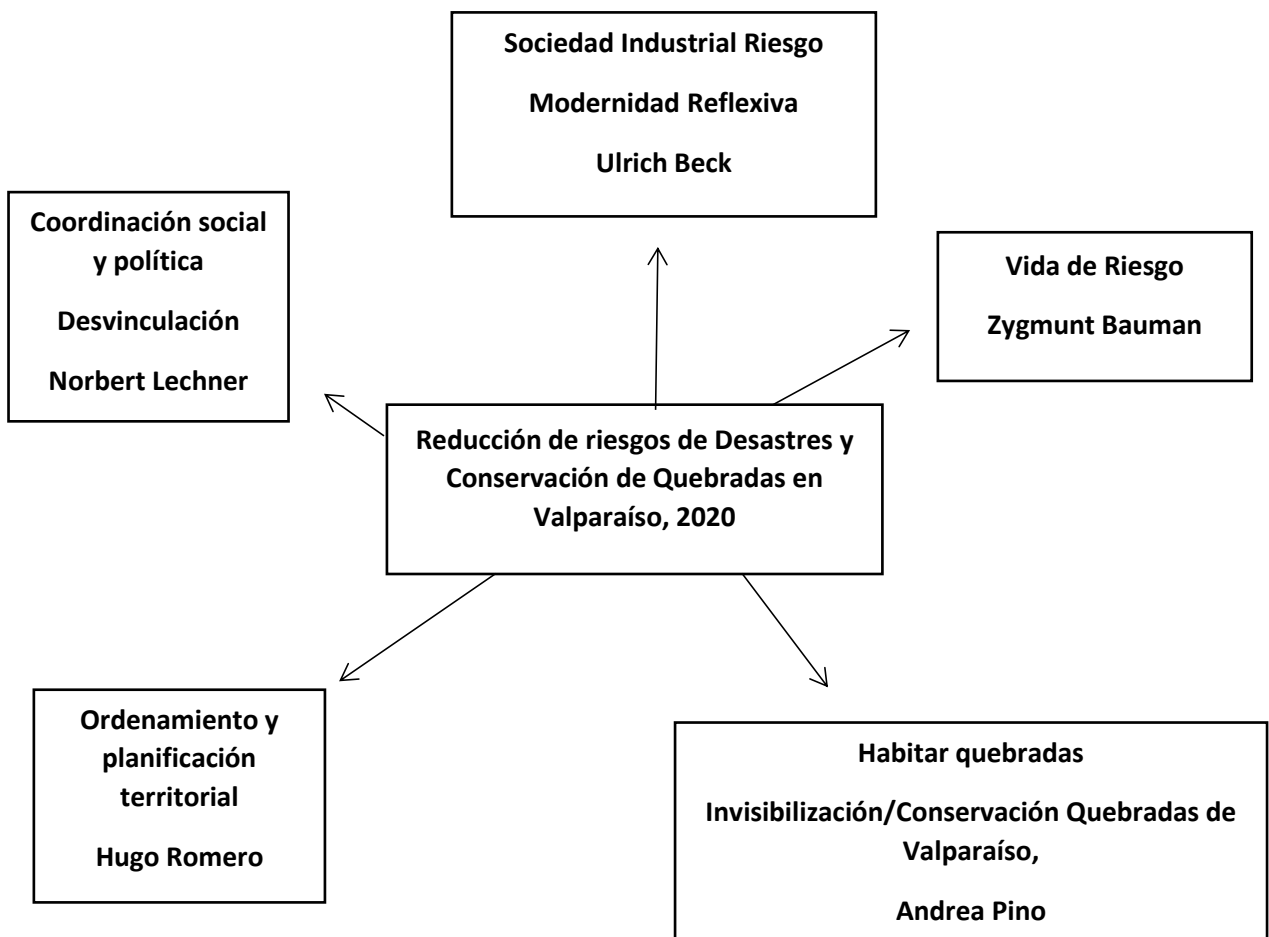 Sociedad Industrial Riesgo
Modernidad Reflexiva
Ulrich Beck
Coordinación social
y política
Desvinculación
Norbert Lechner
Vida de Riesgo
Zygmunt Bauman
Reducción de riesgos de Desastres y
Conservación de Quebradas en
Valparaíso, 2020
Ordenamiento y
planificación
territorial
Hugo Romero
Habitar quebradas
Invisibilización/Conservación Quebradas de
Valparaíso,
Andrea Pino